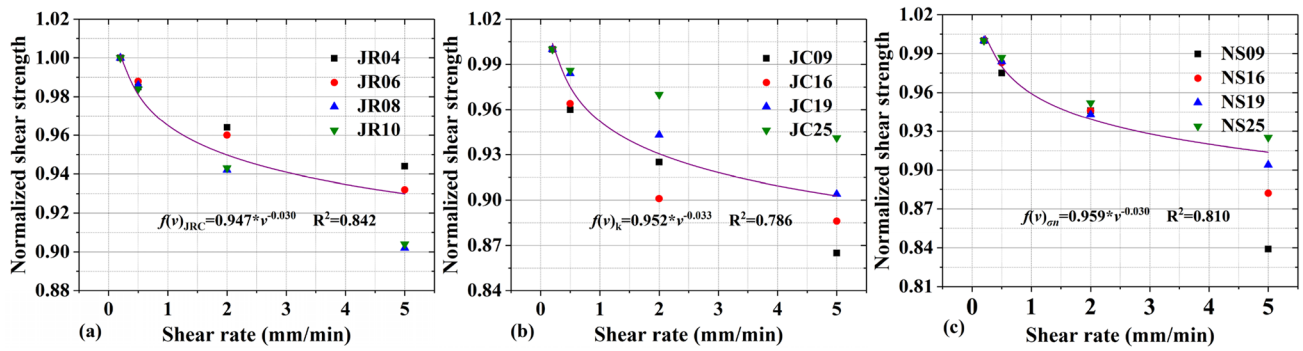 Normalized shear strength
1.02
1.00
0.98
0.96
0.94
0.92
0.90
0.88
JR04
JR06
JR08
JR10
f(v)JRC=0.947*v-0.030 R2=0.842
0 1 2 3 4 5
(a) Shear rate (mm/min)
Normalized shear strength
1.02
0.99
0.96
0.93
0.90
0.87
0.84
JC09
JC16
JC19
JC25
f(v)k=0.952*v-0.033 R2=0.786
0 1 2 3 4 5
(b) Shear rate (mm/min)
Normalized shear strength
1.02
0.99
0.96
0.93
0.90
0.87
0.84
0.81
NS09
NS16
NS19
NS25
f(v)σn=0.959*v-0.030 R2=0.810
0 1 2 3 4 5
(c) Shear rate (mm/min)